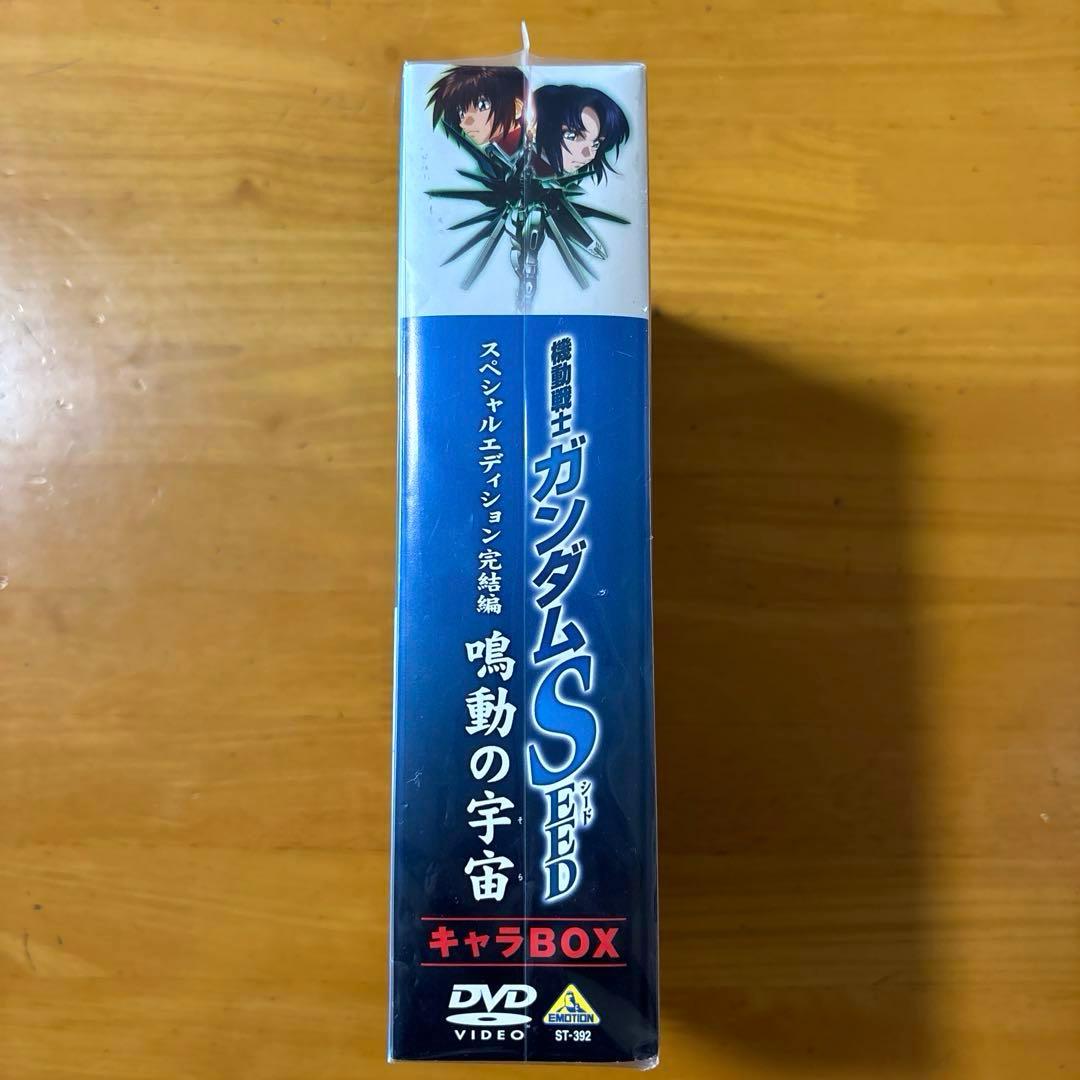 機動戦士
ガンダムSEED
シード
スペシャルエディション完結編
鳴動の宇宙
そら
キャラBOX
DVD
VIDEO
EMOTION
ST-392